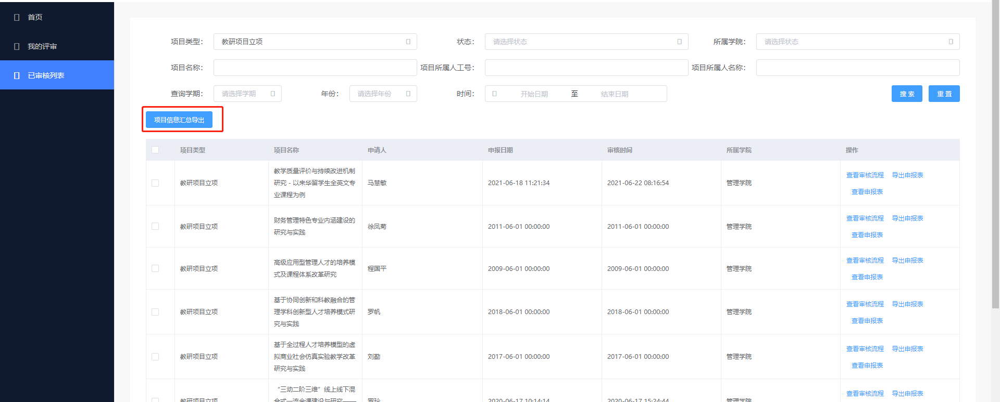 首页
我的评审
已审核列表
项目类型： 教研项目立项 状态： 请选择状态 所属学院： 请选择状态
项目名称： 项目所属人工号： 项目所属人名称：
查询学期： 请选择学期 年份： 请选择年份 时间： 开始日期 至 结束日期 搜索 重置
项目信息汇总导出
项目类型 项目名称 申请人 申报日期 审核时间 所属学院 操作
教学质量评价与持续改进机制
研究 - 以来华留学生全英文专
业课程为例
教研项目立项 马慧敏 2021-06-18 11:21:34 2021-06-22 08:16:54 管理学院
查看审核流程 导出申报表
查看申报表
财务管理特色专业内涵建设的
研究与实践
教研项目立项 徐凤菊 2011-06-01 00:00:00 2011-06-01 00:00:00 管理学院
查看审核流程 导出申报表
查看申报表
高级应用型管理人才的培养模
式及课程体系改革研究
教研项目立项 程国平 2009-06-01 00:00:00 2009-06-01 00:00:00 管理学院
查看审核流程 导出申报表
查看申报表
基于协同创新和科教融合的管
理学科创新型人才培养模式研
究与实践
教研项目立项 罗帆 2018-06-01 00:00:00 2018-06-01 00:00:00 管理学院
查看审核流程 导出申报表
查看申报表
基于全过程人才培养模型的虚
拟商业社会仿真实验教学改革
研究与实践
教研项目立项 刘勤 2017-06-01 00:00:00 2017-06-01 00:00:00 管理学院
查看审核流程 导出申报表
查看申报表
“三动二阶三维”线上线下混
合式一流金课建设与研究——
教研项目立项 罗玲 2020-06-17 10:14:14 2020-06-17 15:24:44 管理学院
查看审核流程 导出申报表